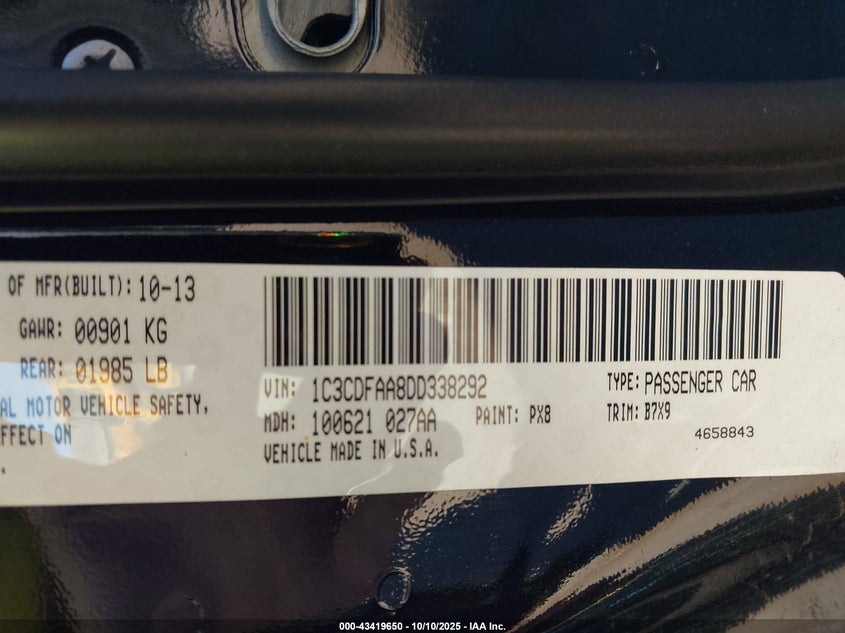 OF MFR(BUILT): 10-13
GAWR: 00901 KG
REAR: 01985 LB
AL MOTOR VEHICLE SAFETY,
EFFECT ON
.
VIN: 1C3CDFAA8DD338292
TYPE: PASSENGER CAR
MDH: 100621 027AA
PAINT: PX8
TRIM: B7X9
VEHICLE MADE IN U.S.A.
4658843
000-43419650 - 10/10/2025 - IAA Inc.